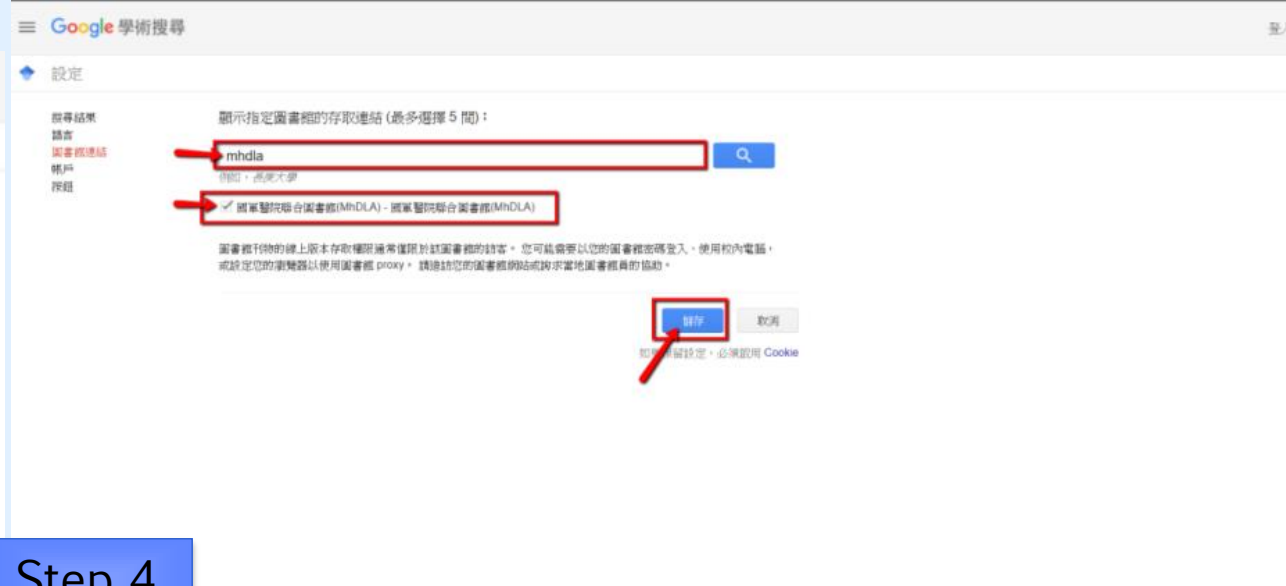 Google 學術搜尋
登入
設定
搜尋結果
語言
圖書館連結
帳戶
按鈕
顯示指定圖書館的存取連結 (最多選擇 5 間)：
mhdla
例如，長庚大學
國軍醫院聯合圖書館(MhDLA) - 國軍醫院聯合圖書館(MhDLA)
圖書館刊物的線上版本存取權限通常僅限於該圖書館的訪客。 您可能需要以您的圖書館密碼登入、使用校內電腦，
或設定您的瀏覽器以使用圖書館 proxy。 請造訪您的圖書館網站或詢求當地圖書館員的協助。
儲存
取消
留設定，必須啟用 Cookie
Step 4